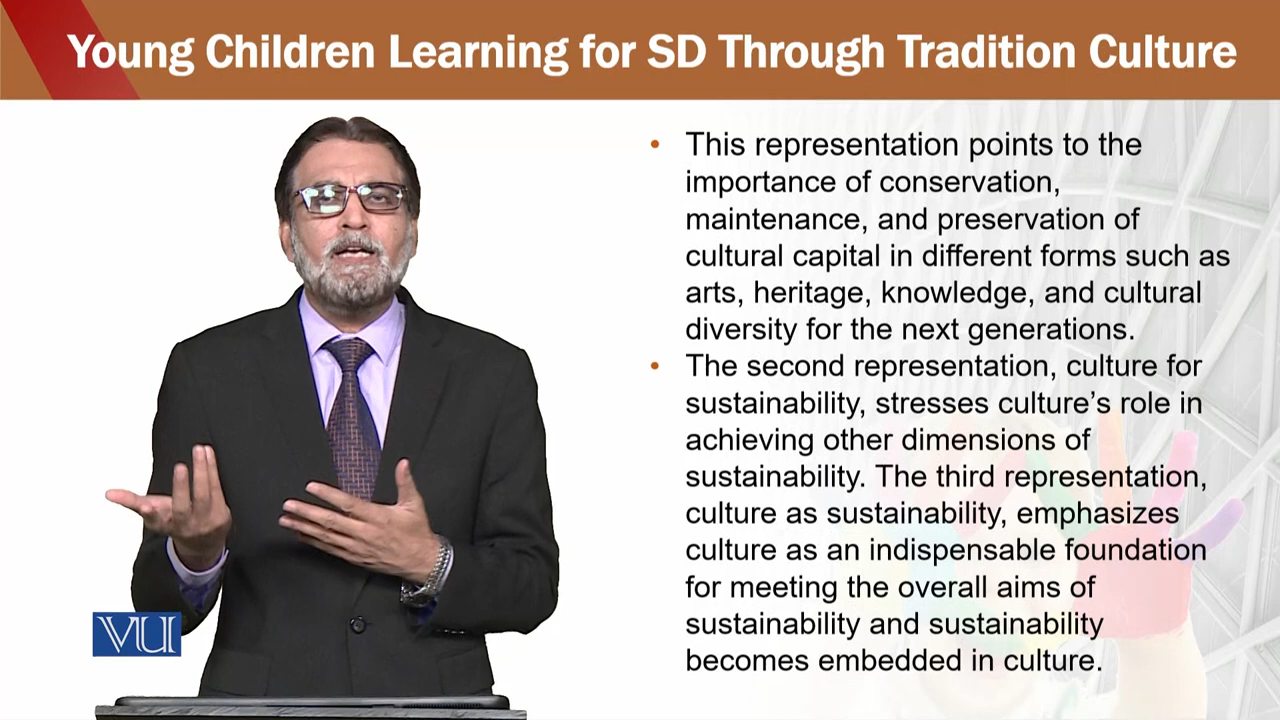 Young Children Learning for SD Through Tradition Culture
• This representation points to the
importance of conservation,
maintenance, and preservation of
cultural capital in different forms such as
arts, heritage, knowledge, and cultural
diversity for the next generations.
• The second representation, culture for
sustainability, stresses culture’s role in
achieving other dimensions of
sustainability. The third representation,
culture as sustainability, emphasizes
culture as an indispensable foundation
for meeting the overall aims of
sustainability and sustainability
becomes embedded in culture.
VU